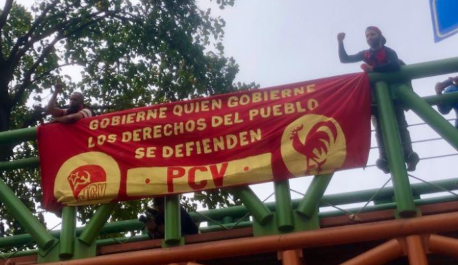 GOBIERNE QUIEN GOBIERNE
LOS DERECHOS DEL PUEBLO
SE DEFIENDEN
PCV